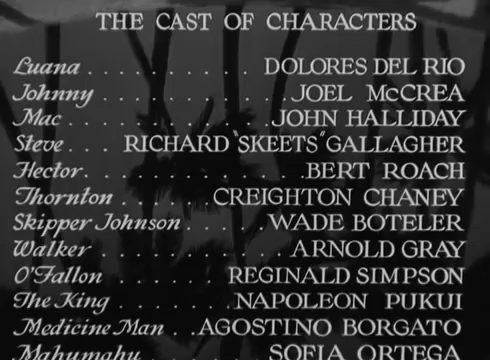 THE CAST OF CHARACTERS
Luana . . . . . . . . . . DOLORES DEL RIO
Johnny . . . . . . . . . . . JOEL McCREA
Mac . . . . . . . . . . . JOHN HALLIDAY
Steve . . . RICHARD "SKEETS" GALLAGHER
Hector . . . . . . . . . . . . BERT ROACH
Thornton . . . . . CREIGHTON CHANEY
Skipper Johnson . . . . . WADE BOTELER
Walker . . . . . . . . . . ARNOLD GRAY
O'Fallon . . . . . . REGINALD SIMPSON
The King . . . . . . NAPOLEON PUKUI
Medicine Man . . AGOSTINO BORGATO
Mahumahu . . . . . . SOFIA ORTEGA